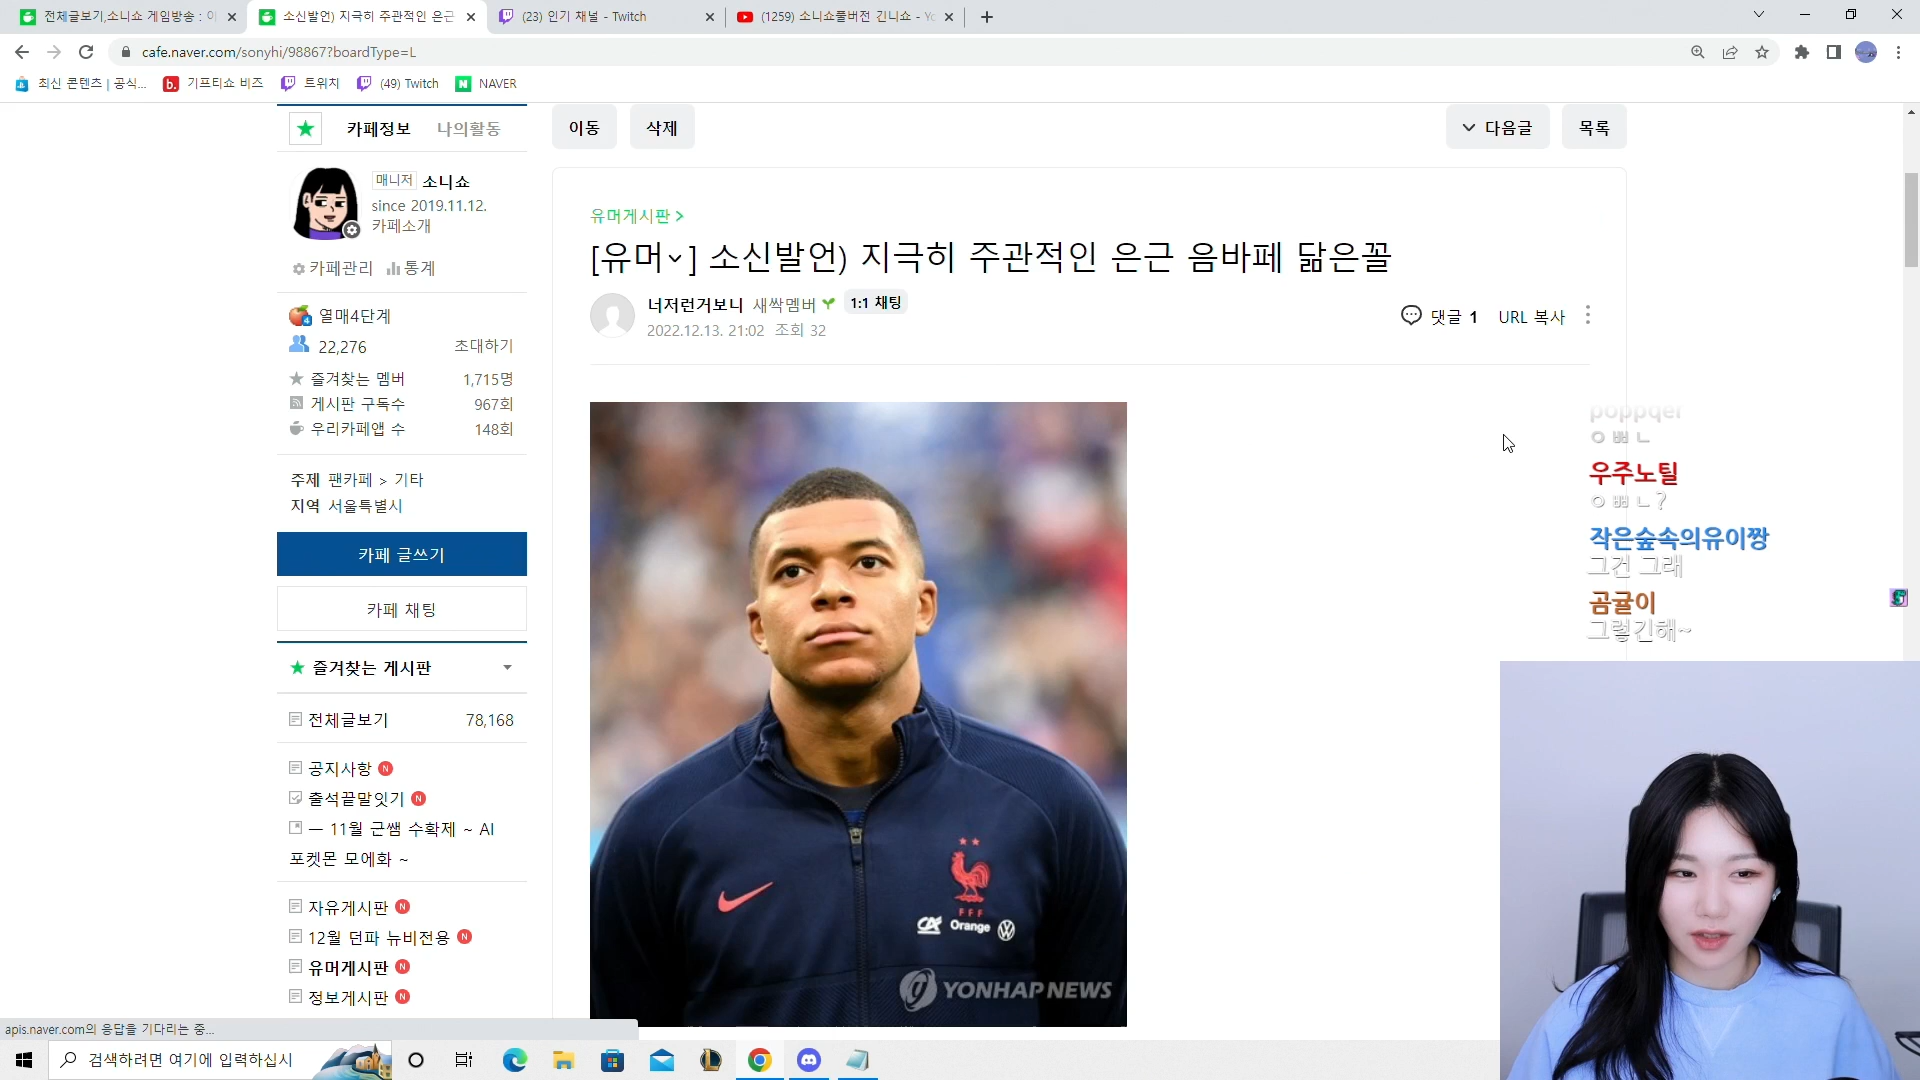 전체글보기,소니쇼 게임방송 : 이
소신발언) 지극히 주관적인 은근
(23) 인기 채널 - Twitch
(1259) 소니쇼풀버전 긴니쇼 - Yo
cafe.naver.com/sonyhi/98867?boardType=L
최신 콘텐츠 | 공식...
b. 기프티쇼 비즈
트위치
(49) Twitch
N NAVER
카페정보 나의활동
매니저 소니쇼
since 2019.11.12.
카페소개
카페관리 통계
열매4단계
22,276 초대하기
즐겨찾는 멤버 1,715명
게시판 구독수 967회
우리카페앱 수 148회
주제 팬카페 > 기타
지역 서울특별시
카페 글쓰기
카페 채팅
즐겨찾는 게시판
전체글보기 78,168
공지사항 N
출석끝말잇기 N
ㅡ 11월 근쌤 수확제 ~ AI
포켓몬 모에화 ~
자유게시판 N
12월 던파 뉴비전용 N
유머게시판 N
정보게시판 N
이동 삭제
다음글 목록
유머게시판 >
[유머] 소신발언) 지극히 주관적인 은근 음바페 닮은꼴
너저런거보니 새싹멤버 1:1 채팅
2022.12.13. 21:02 조회 32
댓글 1 URL 복사
FFF
CA Orange
YONHAP NEWS
poppqer
ㅇㅃㄴ
우주노틸
ㅇㅃㄴ?
작은숲속의유이짱
그건 그래
곰귤이
그렇긴해~
apis.naver.com의 응답을 기다리는 중...
검색하려면 여기에 입력하십시